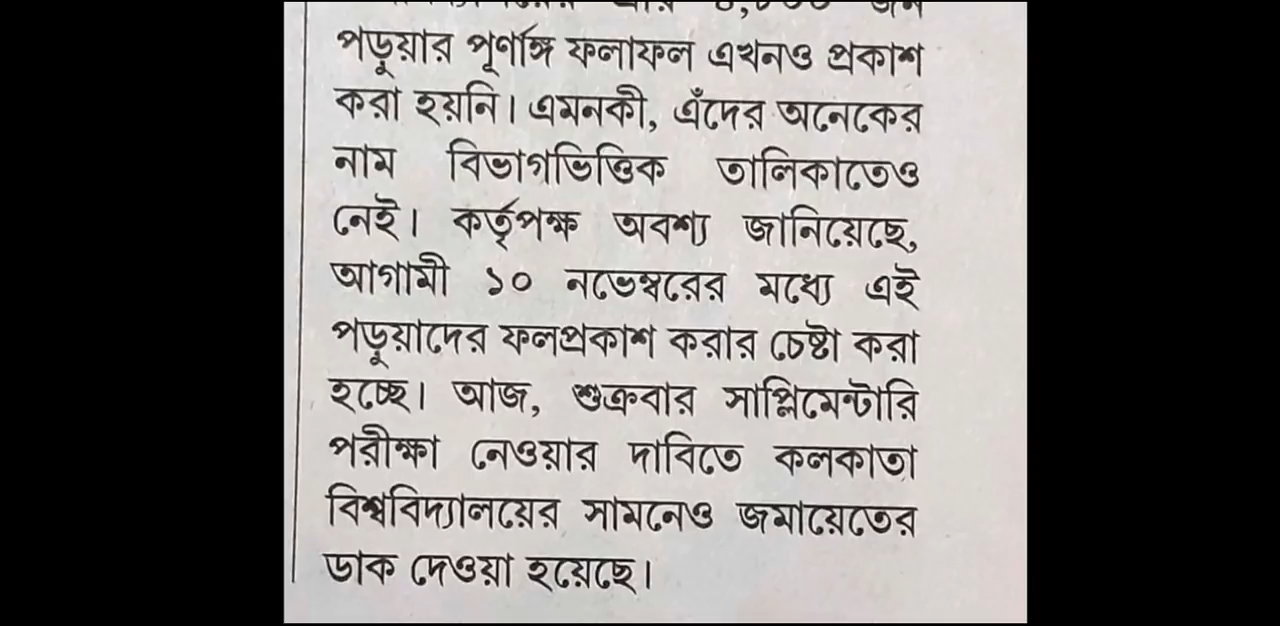 পড়ুয়ার পূর্ণাঙ্গ ফলাফল এখনও প্রকাশ
করা হয়নি। এমনকী, এঁদের অনেকের
নাম বিভাগভিত্তিক তালিকাতেও
নেই। কর্তৃপক্ষ অবশ্য জানিয়েছে,
আগামী ১০ নভেম্বরের মধ্যে এই
পড়ুয়াদের ফলপ্রকাশ করার চেষ্টা করা
হচ্ছে। আজ, শুক্রবার সাপ্লিমেন্টারি
পরীক্ষা নেওয়ার দাবিতে কলকাতা
বিশ্ববিদ্যালয়ের সামনেও জমায়েতের
ডাক দেওয়া হয়েছে।